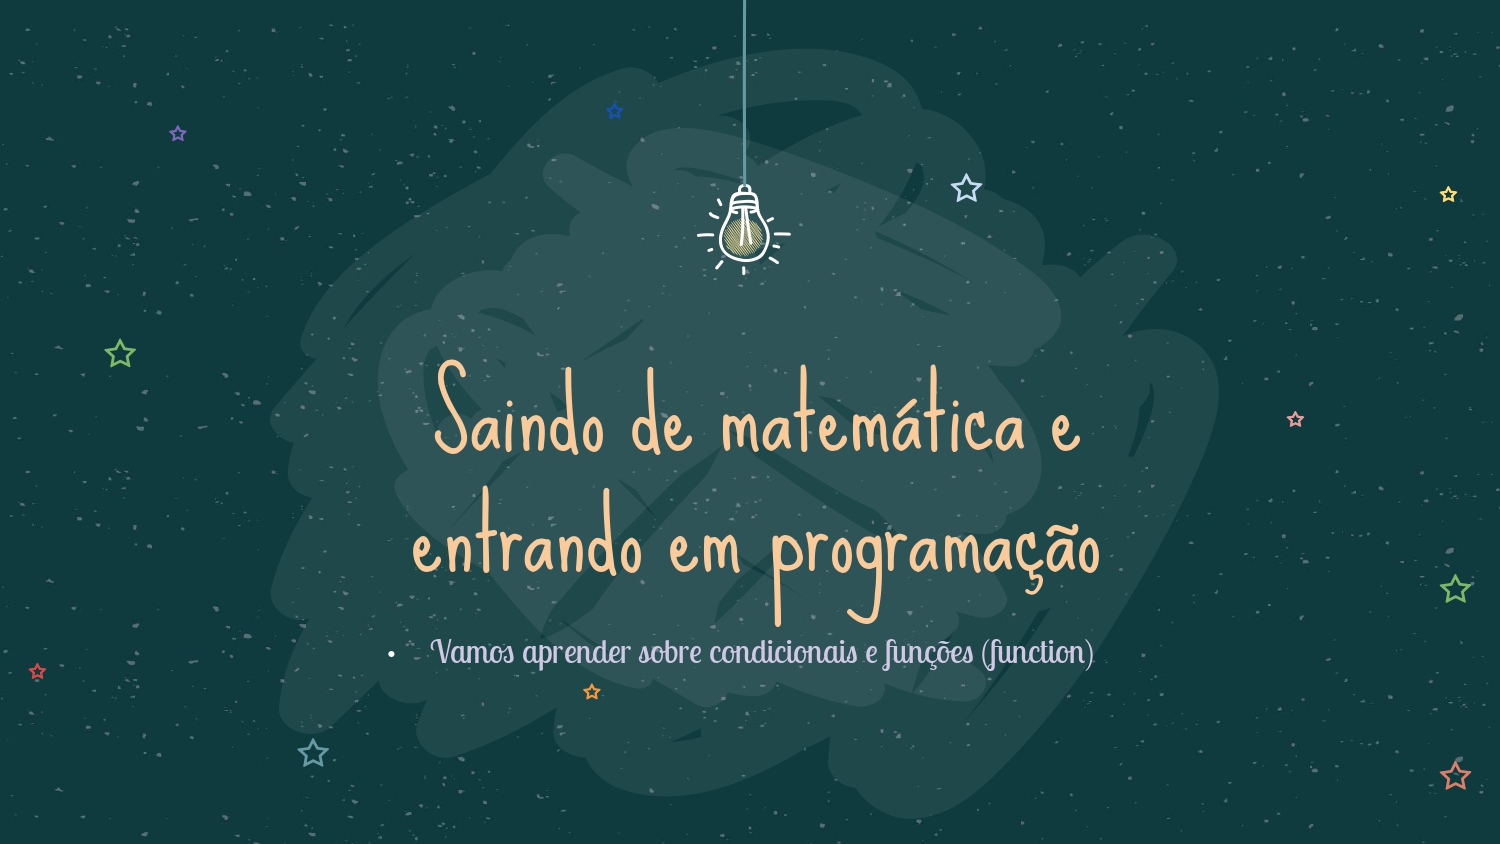 Saindo de matemática e
entrando em programação
• Vamos aprender sobre condicionais e funções (function)